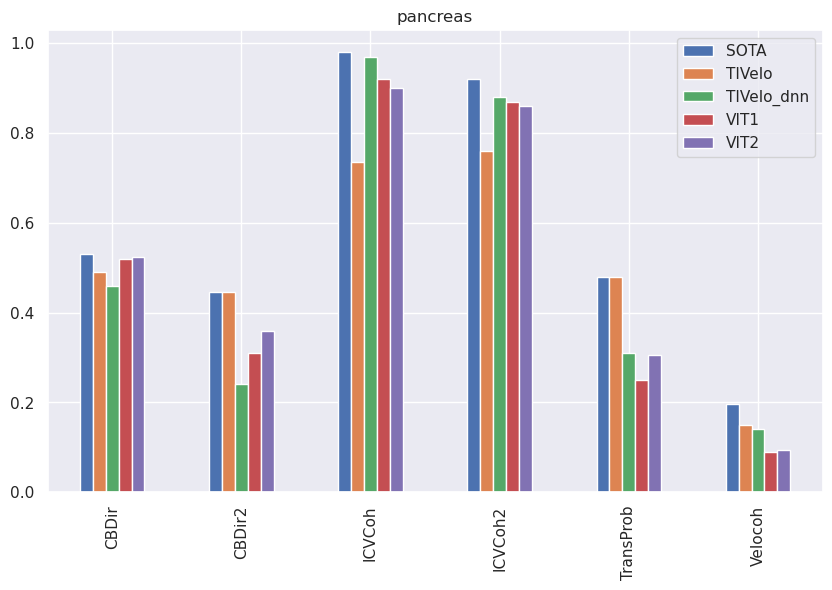 pancreas
1.0
0.8
0.6
0.4
0.2
0.0
SOTA
TIVelo
TIVelo_dnn
VIT1
VIT2
CBDir
CBDir2
ICVCoh
ICVCoh2
TransProb
Velocoh